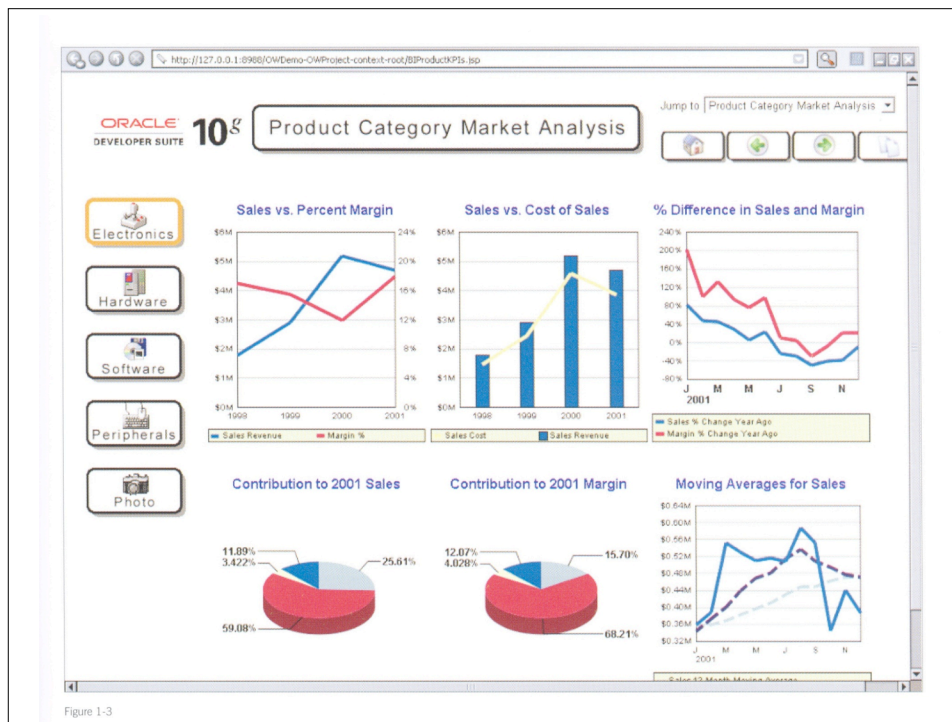 http://127.0.0.1:8988/OWDemo-OWProject-context-root/BIProductKPIs.jsp
ORACLE
DEVELOPER SUITE
10g
Product Category Market Analysis
Jump to Product Category Market Analysis
Electronics
Hardware
Software
Peripherals
Photo
Sales vs. Percent Margin
$6M
$5M
$4M
$3M
$2M
$1M
$0M
24%
20%
16%
12%
8%
4%
0%
1998 1999 2000 2001
Sales Revenue Margin %
Sales vs. Cost of Sales
$6M
$5M
$4M
$3M
$2M
$1M
$0M
1998 1999 2000 2001
Sales Cost Sales Revenue
% Difference in Sales and Margin
240%
200%
160%
120%
80%
40%
0%
-40%
-80%
J M M J S N
2001
Sales % Change Year Ago
Margin % Change Year Ago
Contribution to 2001 Sales
11.89%
3.422%
25.61%
59.08%
Contribution to 2001 Margin
12.07%
4.028%
15.70%
68.21%
Moving Averages for Sales
$0.64M
$0.60M
$0.56M
$0.52M
$0.48M
$0.44M
$0.40M
$0.36M
$0.32M
J M M J S N
2001
Sales 12 Month Moving Average
Figure 1-3